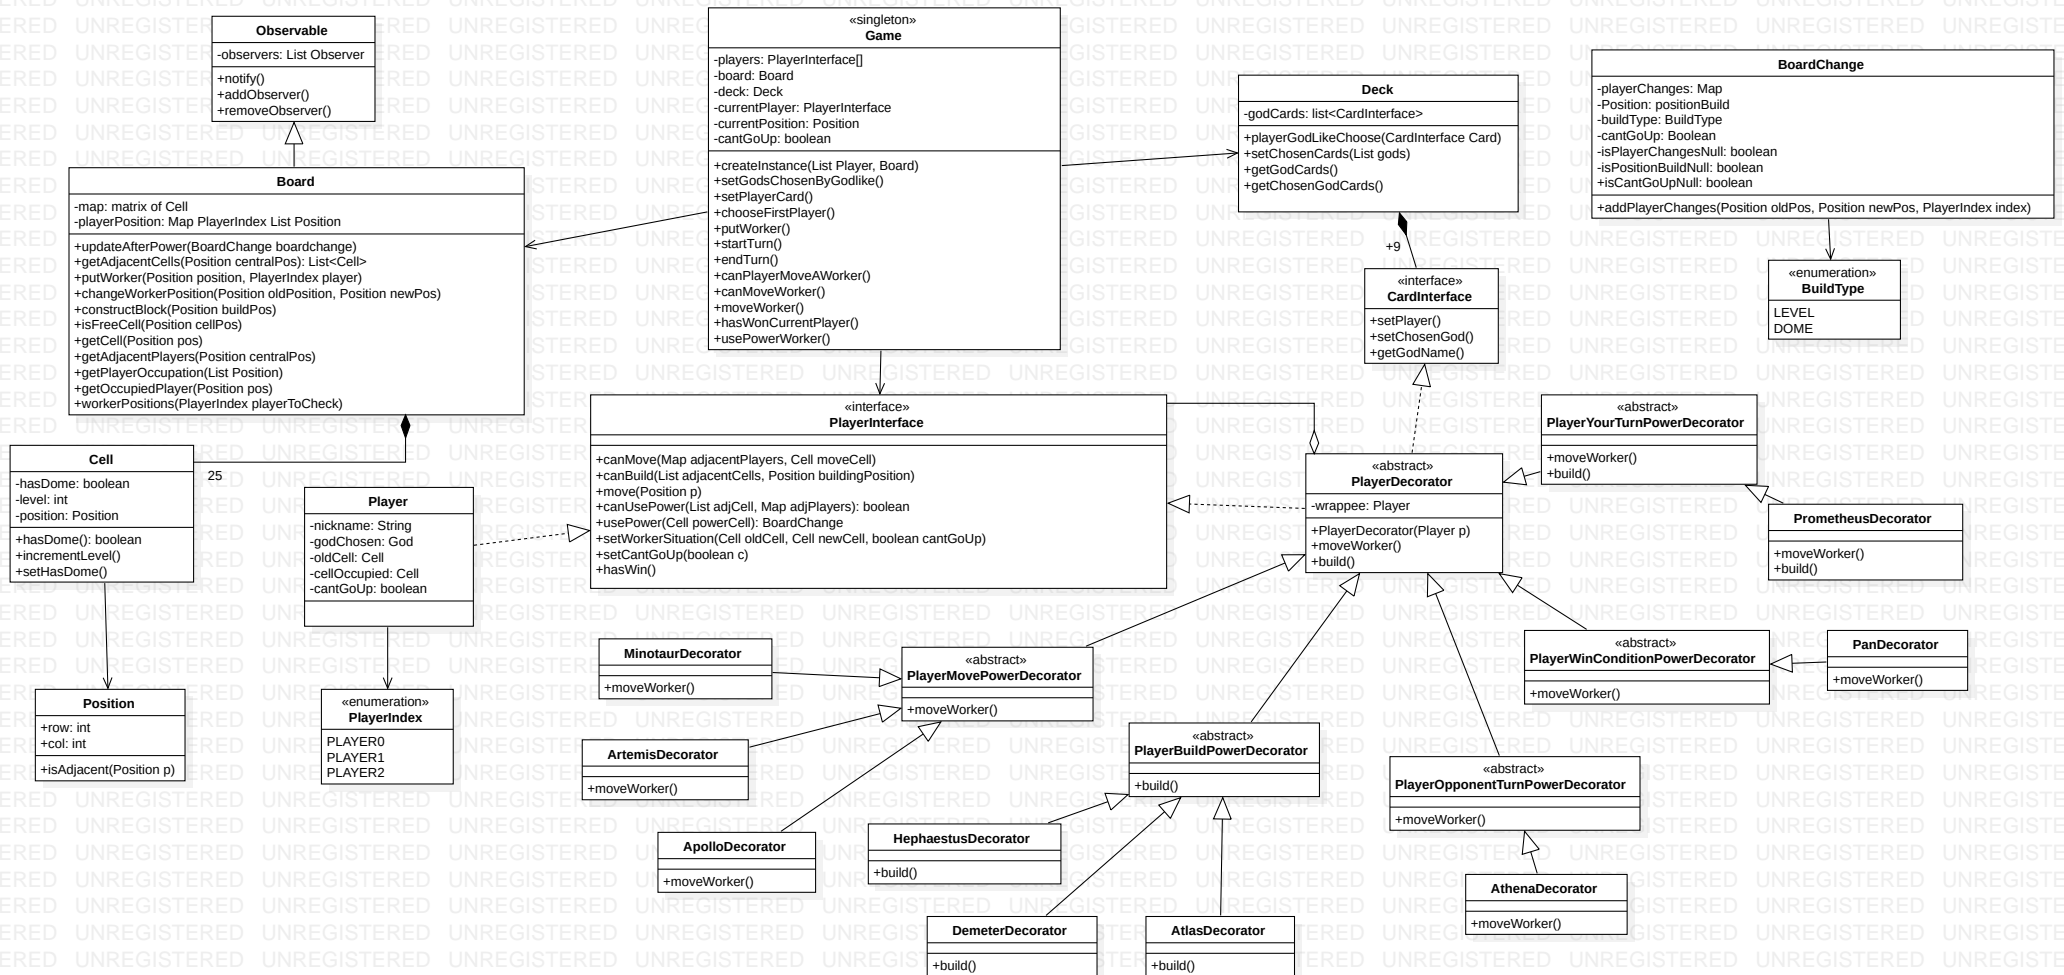 Observable
-observers: List Observer
+notify()
+addObserver()
+removeObserver()
«singleton»
Game
-players: PlayerInterface[]
-board: Board
-deck: Deck
-currentPlayer: PlayerInterface
-currentPosition: Position
-cantGoUp: boolean
+createInstance(List Player, Board)
+setGodsChosenByGodlike()
+setPlayerCard()
+chooseFirstPlayer()
+putWorker()
+startTurn()
+endTurn()
+canPlayerMoveAWorker()
+canMoveWorker()
+moveWorker()
+hasWonCurrentPlayer()
+usePowerWorker()
Deck
-godCards: list<CardInterface>
+playerGodLikeChoose(CardInterface Card)
+setChosenCards(List gods)
+getGodCards()
+getChosenGodCards()
BoardChange
-playerChanges: Map
-Position: positionBuild
-buildType: BuildType
-cantGoUp: Boolean
-isPlayerChangesNull: boolean
-isPositionBuildNull: boolean
+isCantGoUpNull: boolean
+addPlayerChanges(Position oldPos, Position newPos, PlayerIndex index)
Board
-map: matrix of Cell
-playerPosition: Map PlayerIndex List Position
+updateAfterPower(BoardChange boardchange)
+getAdjacentCells(Position centralPos): List<Cell>
+putWorker(Position position, PlayerIndex player)
+changeWorkerPosition(Position oldPosition, Position newPos)
+constructBlock(Position buildPos)
+isFreeCell(Position cellPos)
+getCell(Position pos)
+getAdjacentPlayers(Position centralPos)
+getPlayerOccupation(List Position)
+getOccupiedPlayer(Position pos)
+workerPositions(PlayerIndex playerToCheck)
+9
«interface»
CardInterface
+setPlayer()
+setChosenGod()
+getGodName()
«enumeration»
BuildType
LEVEL
DOME
Cell
-hasDome: boolean
-level: int
-position: Position
+hasDome(): boolean
+incrementLevel()
+setHasDome()
25
Player
-nickname: String
-godChosen: God
-oldCell: Cell
-cellOccupied: Cell
-cantGoUp: boolean
«interface»
PlayerInterface
+canMove(Map adjacentPlayers, Cell moveCell)
+canBuild(List adjacentCells, Position buildingPosition)
+move(Position p)
+canUsePower(List adjCell, Map adjPlayers): boolean
+usePower(Cell powerCell): BoardChange
+setWorkerSituation(Cell oldCell, Cell newCell, boolean cantGoUp)
+setCantGoUp(boolean c)
+hasWin()
«abstract»
PlayerDecorator
-wrappee: Player
+PlayerDecorator(Player p)
+moveWorker()
+build()
«abstract»
PlayerYourTurnPowerDecorator
+moveWorker()
+build()
PrometheusDecorator
+moveWorker()
+build()
Position
+row: int
+col: int
+isAdjacent(Position p)
«enumeration»
PlayerIndex
PLAYER0
PLAYER1
PLAYER2
MinotaurDecorator
+moveWorker()
«abstract»
PlayerMovePowerDecorator
+moveWorker()
ArtemisDecorator
+moveWorker()
ApolloDecorator
+moveWorker()
«abstract»
PlayerBuildPowerDecorator
+build()
HephaestusDecorator
+build()
DemeterDecorator
+build()
AtlasDecorator
+build()
«abstract»
PlayerWinConditionPowerDecorator
+moveWorker()
PanDecorator
+moveWorker()
«abstract»
PlayerOpponentTurnPowerDecorator
+moveWorker()
AthenaDecorator
+moveWorker()
UNREGISTERED